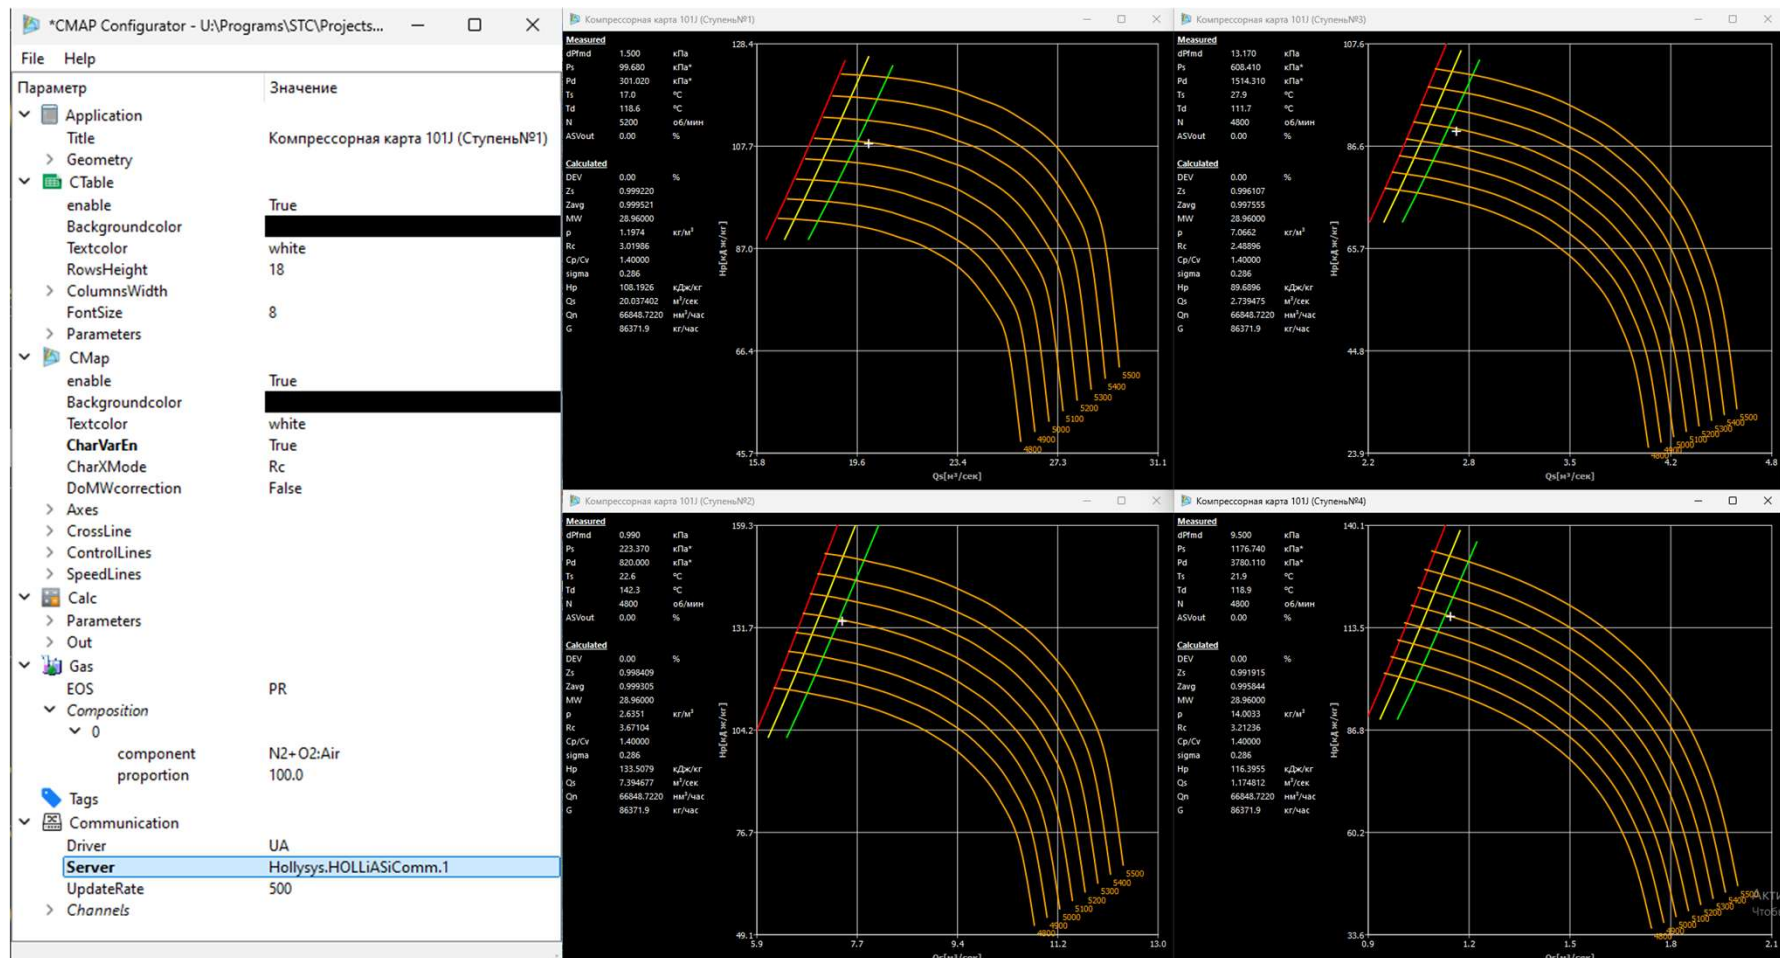 *CMAP Configurator - U:\Programs\STC\Projects...
File Help
Параметр Значение
Application
Title Компрессорная карта 101J (Ступень№1)
Geometry
CTable
enable True
Backgroundcolor
Textcolor white
RowsHeight 18
ColumnsWidth
FontSize 8
Parameters
CMap
enable True
Backgroundcolor
Textcolor white
CharVarEn True
CharXMode Rc
DoMWcorrection False
Axes
CrossLine
ControlLines
SpeedLines
Calc
Parameters
Out
Gas
EOS PR
Composition
0
component N2+O2:Air
proportion 100.0
Tags
Communication
Driver UA
Server Hollysys.HOLLiASiComm.1
UpdateRate 500
Channels
Компрессорная карта 101J (Ступень№1)
Measured
dPfmd 1.500 кПа
Ps 99.680 кПа*
Pd 301.020 кПа*
Ts 17.0 °C
Td 118.6 °C
N 5200 об/мин
ASVout 0.00 %
Calculated
DEV 0.00 %
Zs 0.999220
Zavg 0.999521
MW 28.96000
ρ 1.1974 кг/м³
Rc 3.01986
Cp/Cv 1.40000
sigma 0.286
Hp 108.1926 кДж/кг
Qs 20.037402 м³/сек
Qn 66848.7220 нм³/час
G 86371.9 кг/час
128.4
107.7
87.0
66.4
45.7
Hp[кДж/кг]
15.8 19.6 23.4 27.3 31.1
Qs[м³/сек]
5500
5400
5300
5200
5100
5000
4900
4800
Компрессорная карта 101J (Ступень№3)
Measured
dPfmd 13.170 кПа
Ps 608.410 кПа*
Pd 1514.310 кПа*
Ts 27.9 °C
Td 111.7 °C
N 4800 об/мин
ASVout 0.00 %
Calculated
DEV 0.00 %
Zs 0.996107
Zavg 0.997555
MW 28.96000
ρ 7.0662 кг/м³
Rc 2.48896
Cp/Cv 1.40000
sigma 0.286
Hp 89.6896 кДж/кг
Qs 2.739475 м³/сек
Qn 66848.7220 нм³/час
G 86371.9 кг/час
107.6
86.6
65.7
44.8
23.9
Hp[кДж/кг]
2.2 2.8 3.5 4.2 4.8
Qs[м³/сек]
5500
5400
5300
5200
5100
5000
4900
4800
Компрессорная карта 101J (Ступень№2)
Measured
dPfmd 0.990 кПа
Ps 223.370 кПа*
Pd 820.000 кПа*
Ts 22.6 °C
Td 142.3 °C
N 4800 об/мин
ASVout 0.00 %
Calculated
DEV 0.00 %
Zs 0.998409
Zavg 0.999305
MW 28.96000
ρ 2.6351 кг/м³
Rc 3.67104
Cp/Cv 1.40000
sigma 0.286
Hp 133.5079 кДж/кг
Qs 7.394677 м³/сек
Qn 66848.7220 нм³/час
G 86371.9 кг/час
159.3
131.7
104.2
76.7
49.1
Hp[кДж/кг]
5.9 7.7 9.4 11.2 13.0
Qs[м³/сек]
5500
5400
5300
5200
5100
5000
4900
4800
Компрессорная карта 101J (Ступень№4)
Measured
dPfmd 9.500 кПа
Ps 1176.740 кПа*
Pd 3780.110 кПа*
Ts 21.9 °C
Td 118.9 °C
N 4800 об/мин
ASVout 0.00 %
Calculated
DEV 0.00 %
Zs 0.991915
Zavg 0.995844
MW 28.96000
ρ 14.0033 кг/м³
Rc 3.21236
Cp/Cv 1.40000
sigma 0.286
Hp 116.3955 кДж/кг
Qs 1.174812 м³/сек
Qn 66848.7220 нм³/час
G 86371.9 кг/час
140.1
113.5
86.8
60.2
33.6
Hp[кДж/кг]
0.9 1.2 1.5 1.8 2.1
Qs[м³/сек]
5500
5400
5300
5200
5100
5000
4900
4800